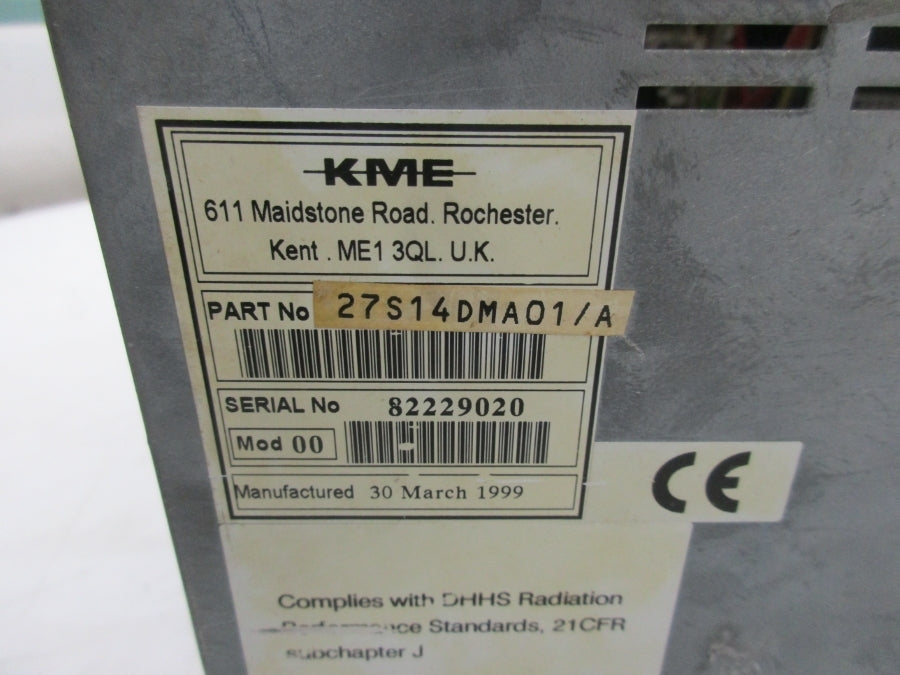 KME
611 Maidstone Road. Rochester.
Kent . ME1 3QL. U.K.
PART No 27S14DMA01/A
SERIAL No 82229020
Mod 00
Manufactured 30 March 1999
CE
Complies with DHHS Radiation
Performance Standards, 21CFR
subchapter J